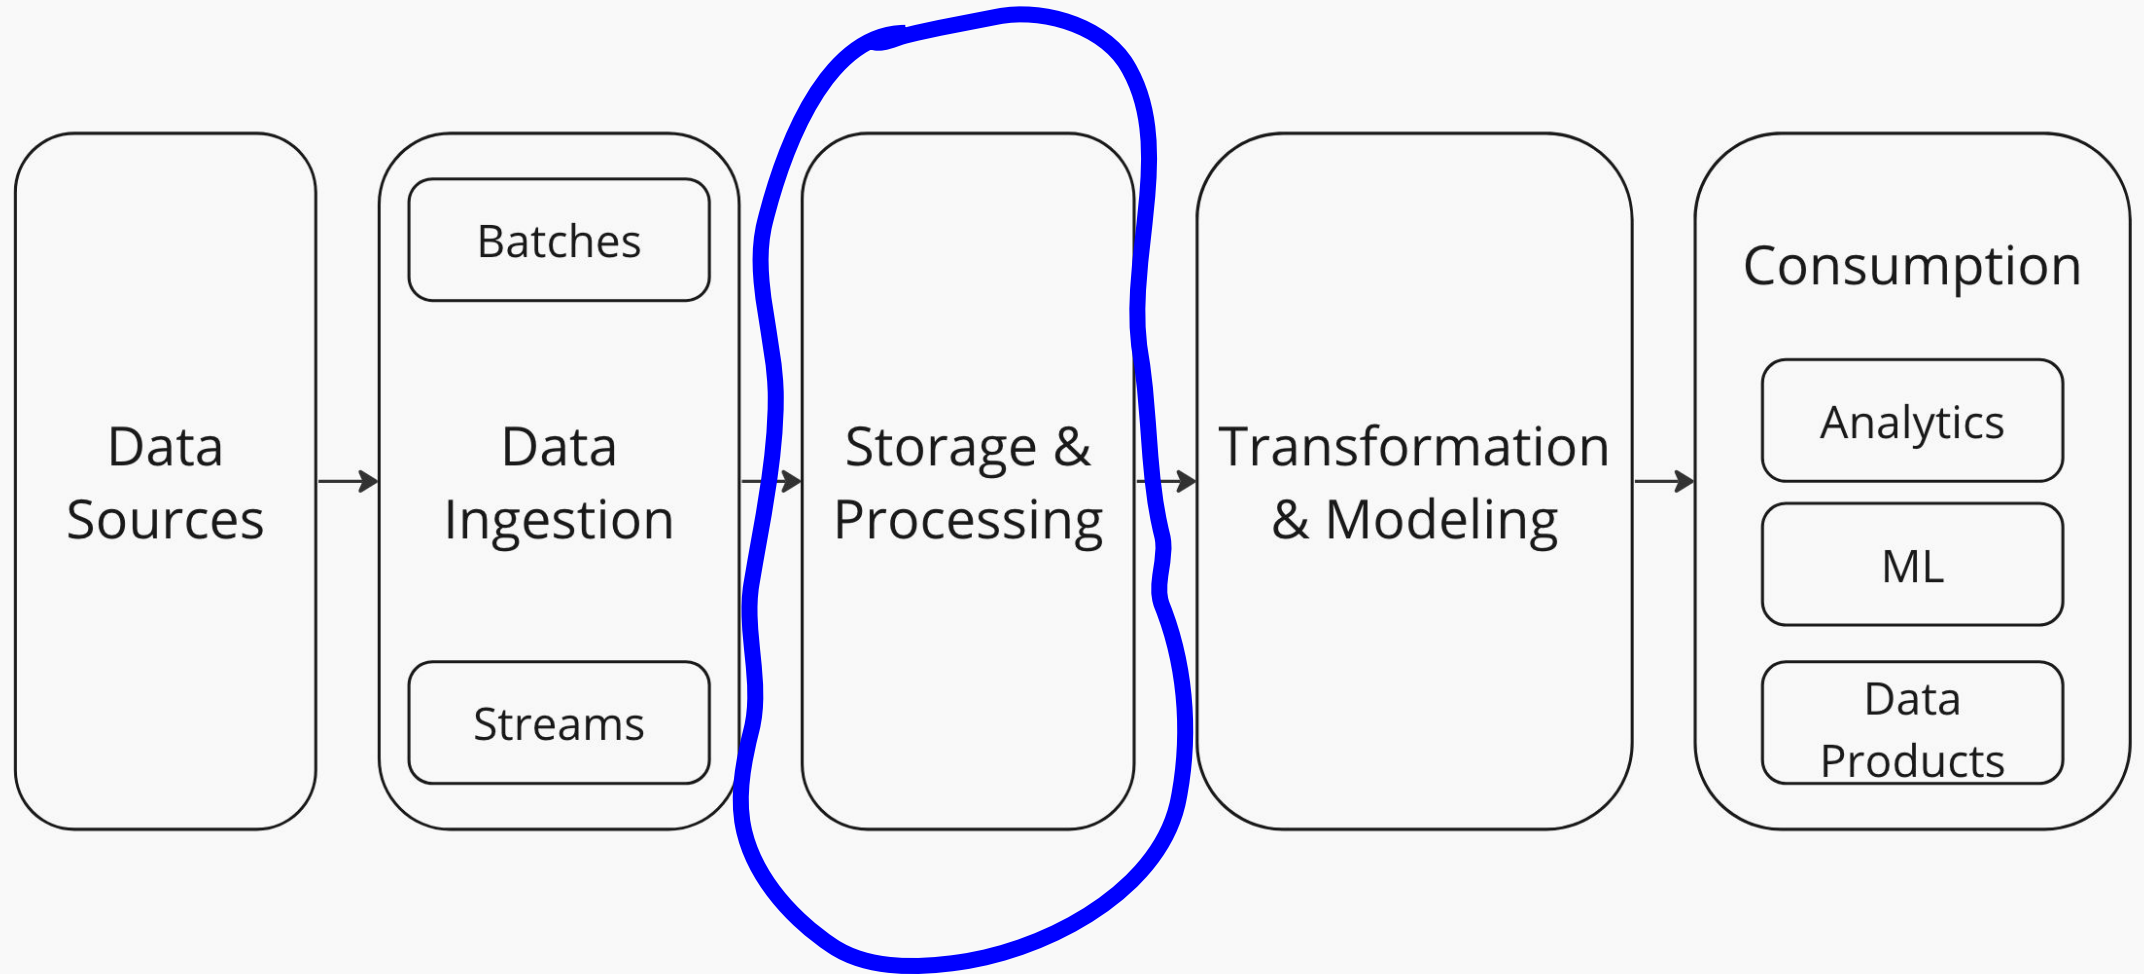 Data
Sources
Batches
Data
Ingestion
Streams
Storage &
Processing
Transformation
& Modeling
Consumption
Analytics
ML
Data
Products